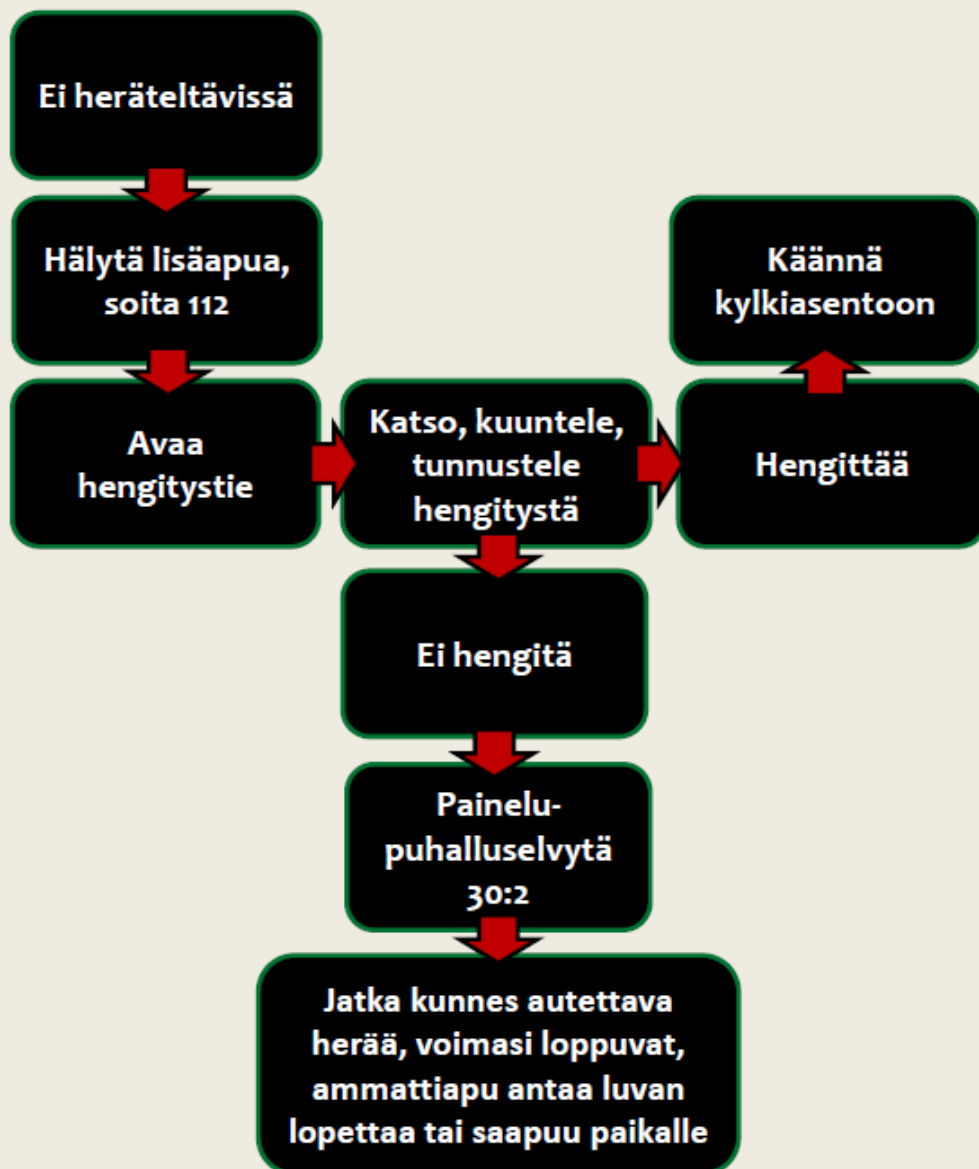 Ei heräteltävissä
Hälytä lisäapua,
soita 112
Avaa
hengitystie
Katso, kuuntele,
tunnustele
hengitystä
Hengittää
Käännä
kylkiasentoon
Ei hengitä
Painelu-
puhalluselvytä
30:2
Jatka kunnes autettava
herää, voimasi loppuvat,
ammattiapu antaa luvan
lopettaa tai saapuu paikalle